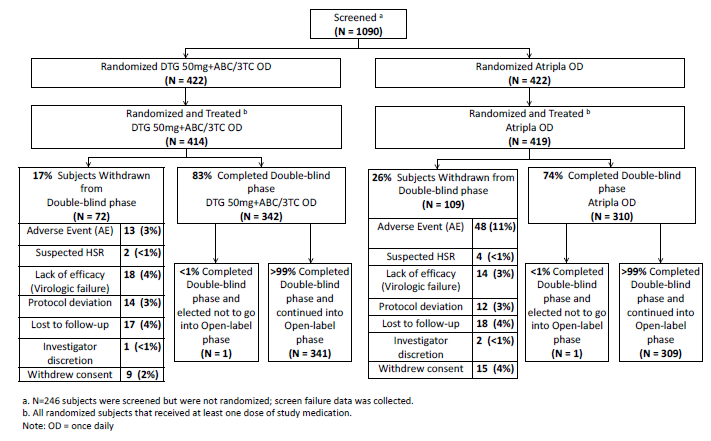 Screened a
(N = 1090)
Randomized DTG 50mg+ABC/3TC OD
(N = 422)
Randomized Atripla OD
(N = 422)
Randomized and Treated b
DTG 50mg+ABC/3TC OD
(N = 414)
Randomized and Treated b
Atripla OD
(N = 419)
17% Subjects Withdrawn
from
Double-blind phase
(N = 72)
83% Completed Double-blind
phase
DTG 50mg+ABC/3TC OD
(N = 342)
26% Subjects Withdrawn from
Double-blind phase
(N = 109)
74% Completed Double-blind
phase
Atripla OD
(N = 310)
Adverse Event (AE) 13 (3%)
Suspected HSR 2 (<1%)
Lack of efficacy 18 (4%)
(Virologic failure)
Protocol deviation 14 (3%)
Lost to follow-up 17 (4%)
Investigator 1 (<1%)
discretion
Withdrew consent 9 (2%)
<1% Completed
Double-blind
phase and
elected not to go
into Open-label
phase
(N = 1)
>99% Completed
Double-blind
phase and
continued into
Open-label
phase
(N = 341)
Adverse Event (AE) 48 (11%)
Suspected HSR 4 (<1%)
Lack of efficacy 14 (3%)
(Virologic failure)
Protocol deviation 12 (3%)
Lost to follow-up 18 (4%)
Investigator 2 (<1%)
discretion
Withdrew consent 15 (4%)
<1% Completed
Double-blind
phase and
elected not to go
into Open-label
phase
(N = 1)
>99% Completed
Double-blind
phase and
continued into
Open-label
phase
(N = 309)
a. N=246 subjects were screened but were not randomized; screen failure data was collected.
b. All randomized subjects that received at least one dose of study medication.
Note: OD = once daily